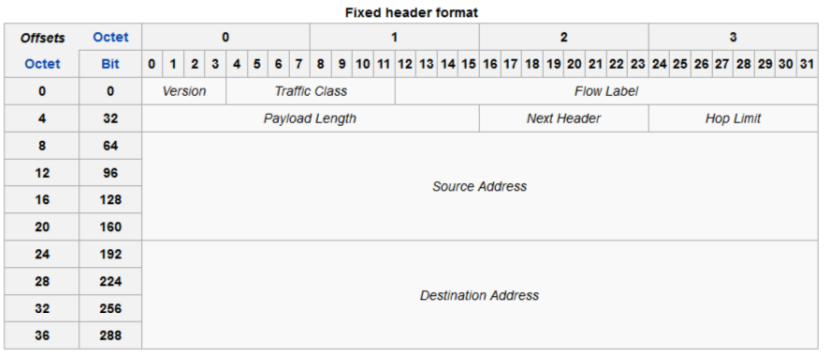 Fixed header format
Offsets Octet 0 1 2 3
Octet Bit 0 1 2 3 4 5 6 7 8 9 10 11 12 13 14 15 16 17 18 19 20 21 22 23 24 25 26 27 28 29 30 31
0 0 Version Traffic Class Flow Label
4 32 Payload Length Next Header Hop Limit
8 64
12 96
Source Address
16 128
20 160
24 192
28 224
Destination Address
32 256
36 288